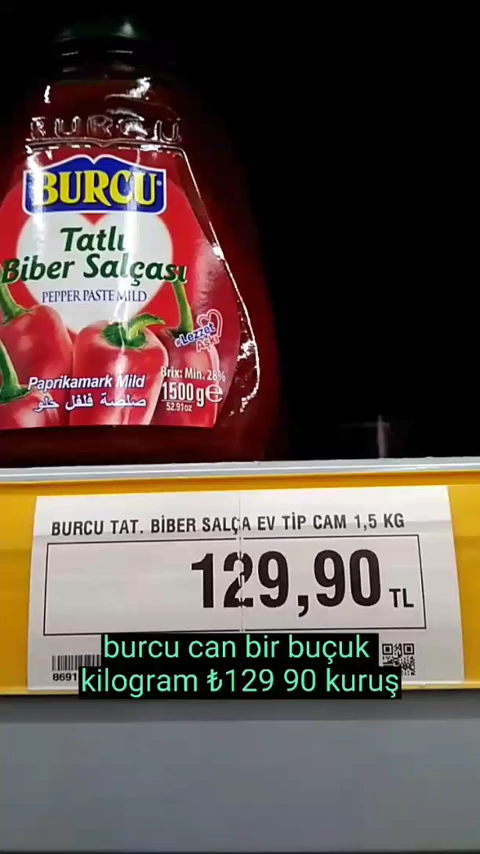 BURCU
BURCU
Tatlı
Biber Salçası
PEPPER PASTE MILD
#Lezzet
Aşkı
Paprikamark Mild
صلصة فلفل حلو
Brix: Min. 28%
1500 g e
52.91oz
BURCU TAT. BİBER SALÇA EV TİP CAM 1,5 KG
129,90 TL
burcu can bir buçuk
kilogram ₺129 90 kuruş
8691